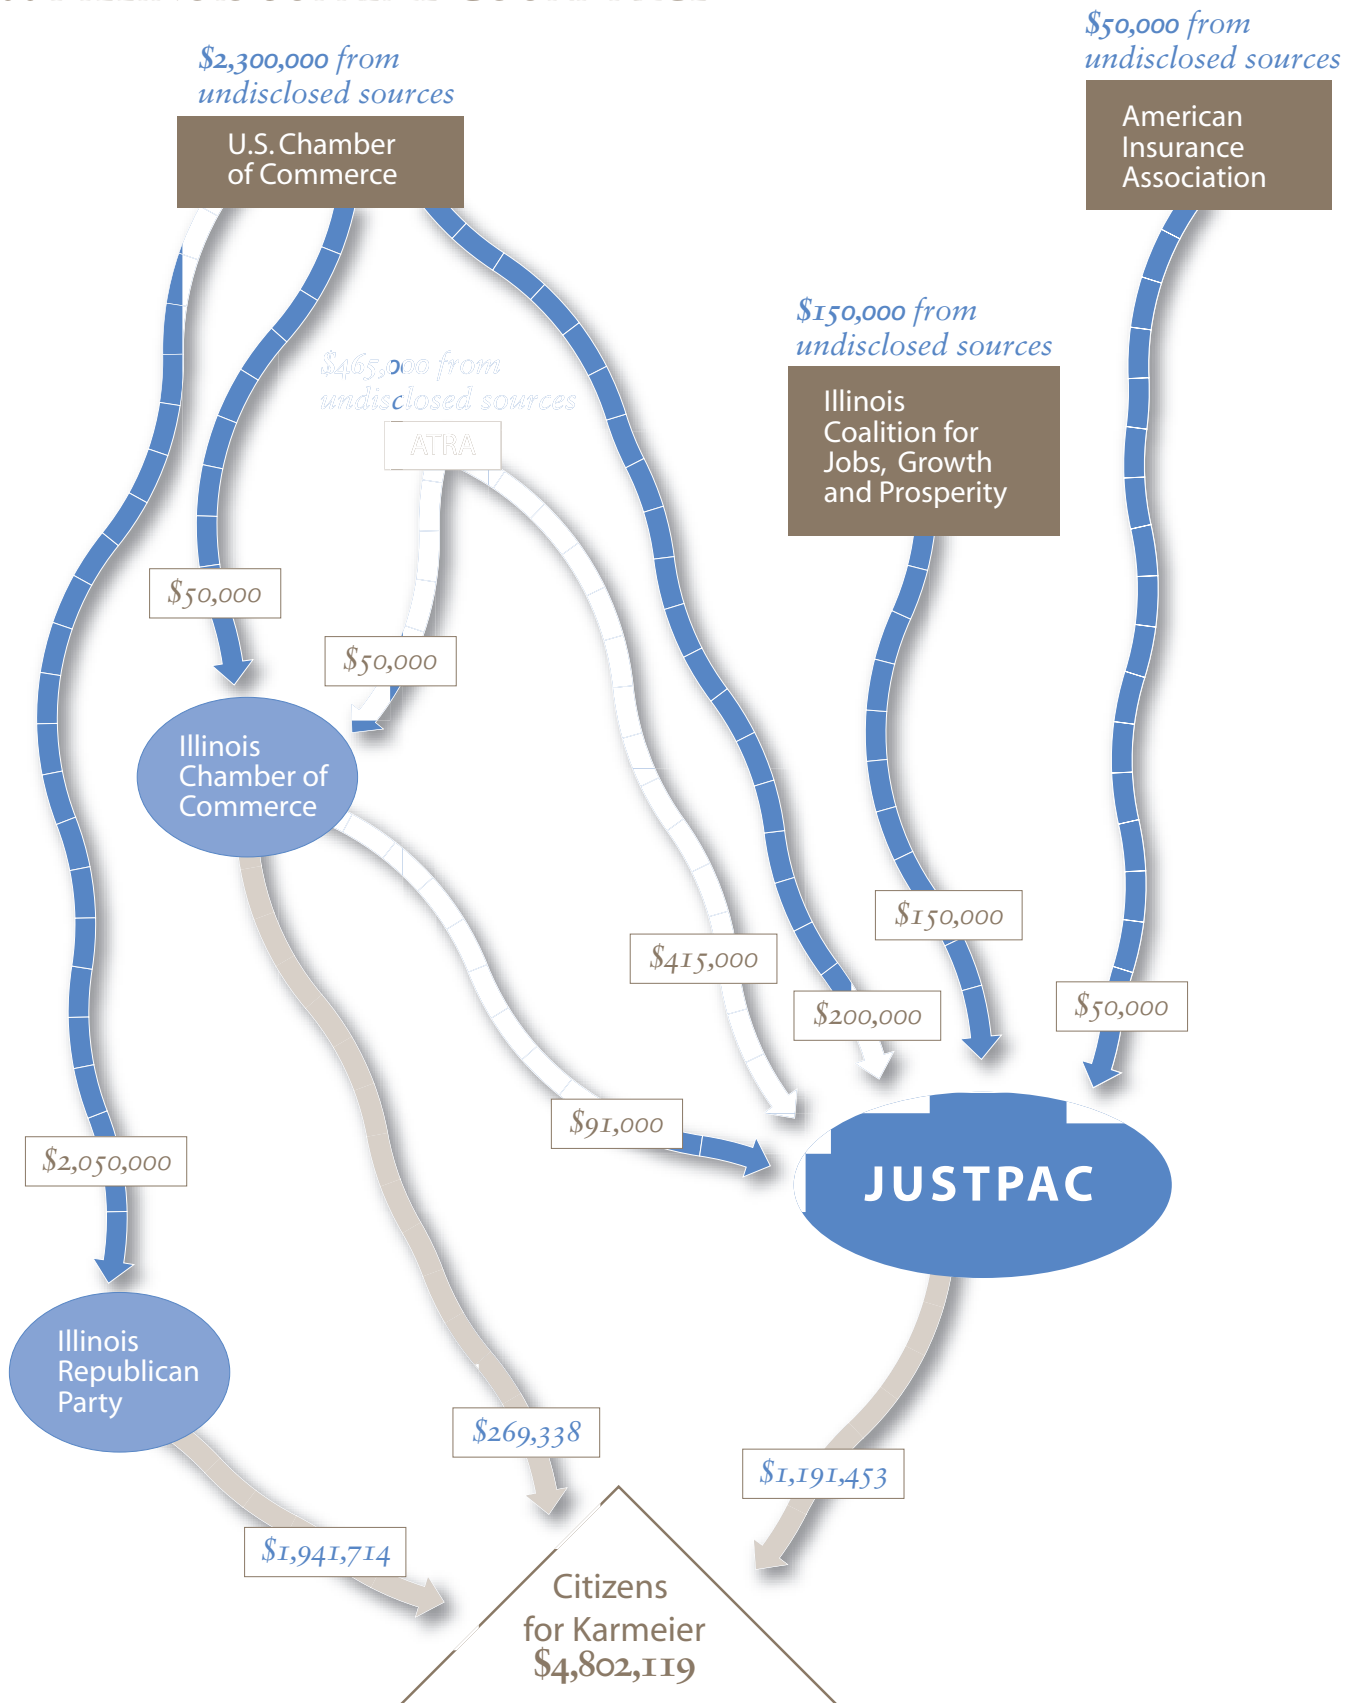 $2,300,000 from
undisclosed sources
U.S. Chamber
of Commerce
$50,000 from
undisclosed sources
American
Insurance
Association
$150,000 from
undisclosed sources
Illinois
Coalition for
Jobs, Growth
and Prosperity
$465,000 from
undisclosed sources
ATRA
$50,000
$50,000
Illinois
Chamber of
Commerce
$150,000
$415,000
$200,000
$50,000
$91,000
$2,050,000
JUSTPAC
Illinois
Republican
Party
$269,338
$1,191,453
$1,941,714
Citizens
for Karmeier
$4,802,119